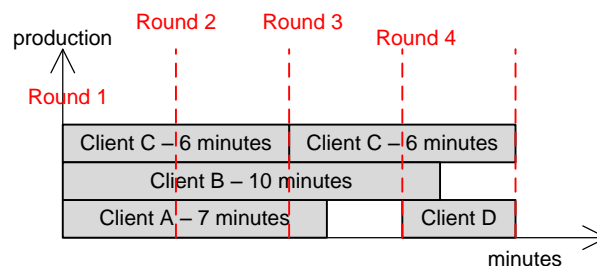 Round 2
Round 3
production
Round 4
Round 1
Client C – 6 minutes
Client C – 6 minutes
Client B – 10 minutes
Client A – 7 minutes
Client D
minutes